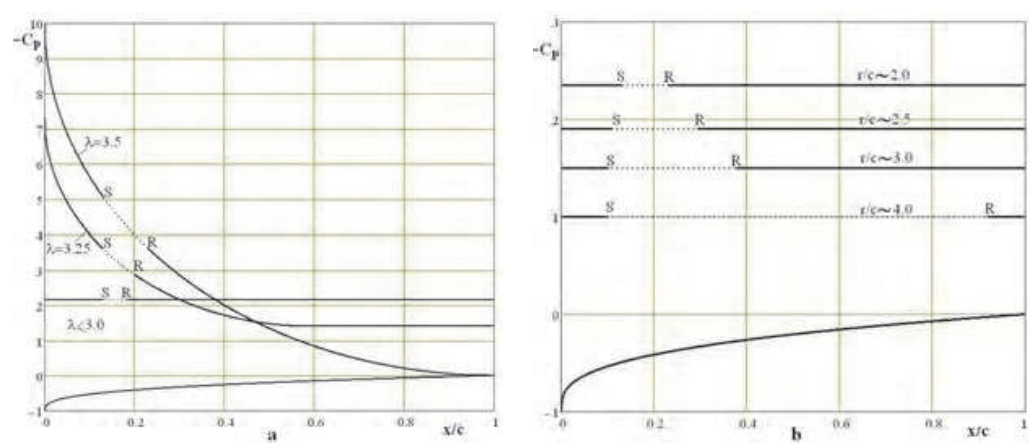 10
-Cp
8
7
λ=3.5
6
5
S
4
λ=3.25
S
R
3
R
2
S R
λ<3.0
1
0
-1
0
0.2
0.4
0.6
0.8
x/c
1
a
.3
-Cp
S R r/c~2.0
.2
S R r/c~2.5
S R r/c~3.0
S r/c~4.0 R
1
0
-1
0
0.2
0.4
0.6
0.8
x/c
1
b